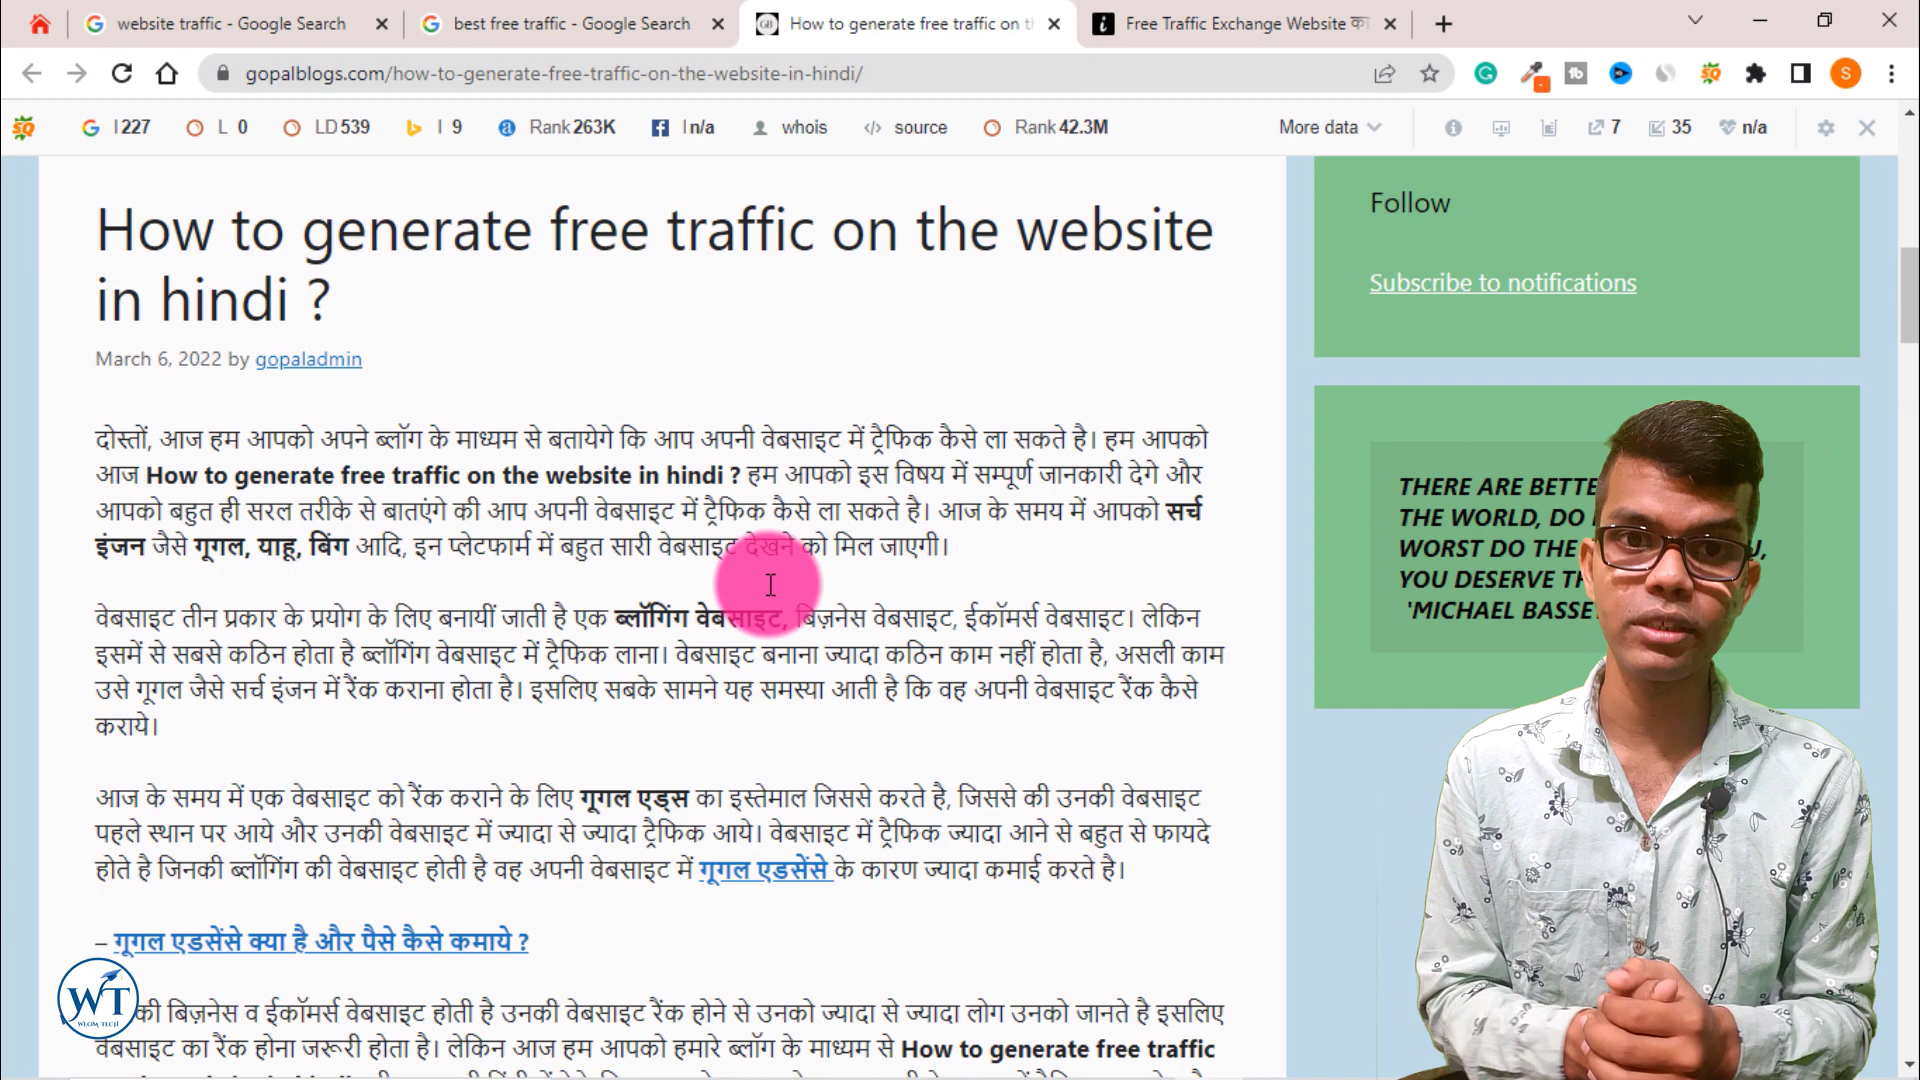 website traffic - Google Search
best free traffic - Google Search
How to generate free traffic on th
Free Traffic Exchange Website का
gopalblogs.com/how-to-generate-free-traffic-on-the-website-in-hindi/
S
I 227
L 0
LD 539
I 9
Rank 263K
I n/a
whois
source
Rank 42.3M
More data
7
35
n/a
How to generate free traffic on the website
in hindi ?
March 6, 2022 by gopaladmin
दोस्तों, आज हम आपको अपने ब्लॉग के माध्यम से बतायेगे कि आप अपनी वेबसाइट में ट्रैफिक कैसे ला सकते है। हम आपको
आज How to generate free traffic on the website in hindi ? हम आपको इस विषय में सम्पूर्ण जानकारी देगे और
आपको बहुत ही सरल तरीके से बातएंगे की आप अपनी वेबसाइट में ट्रैफिक कैसे ला सकते है। आज के समय में आपको सर्च
इंजन जैसे गूगल, याहू, बिंग आदि, इन प्लेटफार्म में बहुत सारी वेबसाइट देखने को मिल जाएगी।
वेबसाइट तीन प्रकार के प्रयोग के लिए बनायीं जाती है एक ब्लॉगिंग वेबसाइट, बिज़नेस वेबसाइट, ईकॉमर्स वेबसाइट। लेकिन
इसमें से सबसे कठिन होता है ब्लॉगिंग वेबसाइट में ट्रैफिक लाना। वेबसाइट बनाना ज्यादा कठिन काम नहीं होता है, असली काम
उसे गूगल जैसे सर्च इंजन में रैंक कराना होता है। इसलिए सबके सामने यह समस्या आती है कि वह अपनी वेबसाइट रैंक कैसे
कराये।
आज के समय में एक वेबसाइट को रैंक कराने के लिए गूगल एड्स का इस्तेमाल जिससे करते है, जिससे की उनकी वेबसाइट
पहले स्थान पर आये और उनकी वेबसाइट में ज्यादा से ज्यादा ट्रैफिक आये। वेबसाइट में ट्रैफिक ज्यादा आने से बहुत से फायदे
होते है जिनकी ब्लॉगिंग की वेबसाइट होती है वह अपनी वेबसाइट में गूगल एडसेंसे के कारण ज्यादा कमाई करते है।
– गूगल एडसेंसे क्या है और पैसे कैसे कमाये ?
की बिज़नेस व ईकॉमर्स वेबसाइट होती है उनकी वेबसाइट रैंक होने से उनको ज्यादा से ज्यादा लोग उनको जानते है इसलिए
वेबसाइट का रैंक होना जरूरी होता है। लेकिन आज हम आपको हमारे ब्लॉग के माध्यम से How to generate free traffic
Follow
Subscribe to notifications
THERE ARE BETTE
THE WORLD, DO
WORST DO THE U,
YOU DESERVE
'MICHAEL BASSE
WT
WEOM TECH